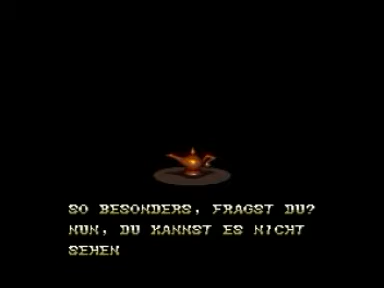 SO BESONDERS, FRAGST DU?
NUN, DU KANNST ES NICHT
SEHEN